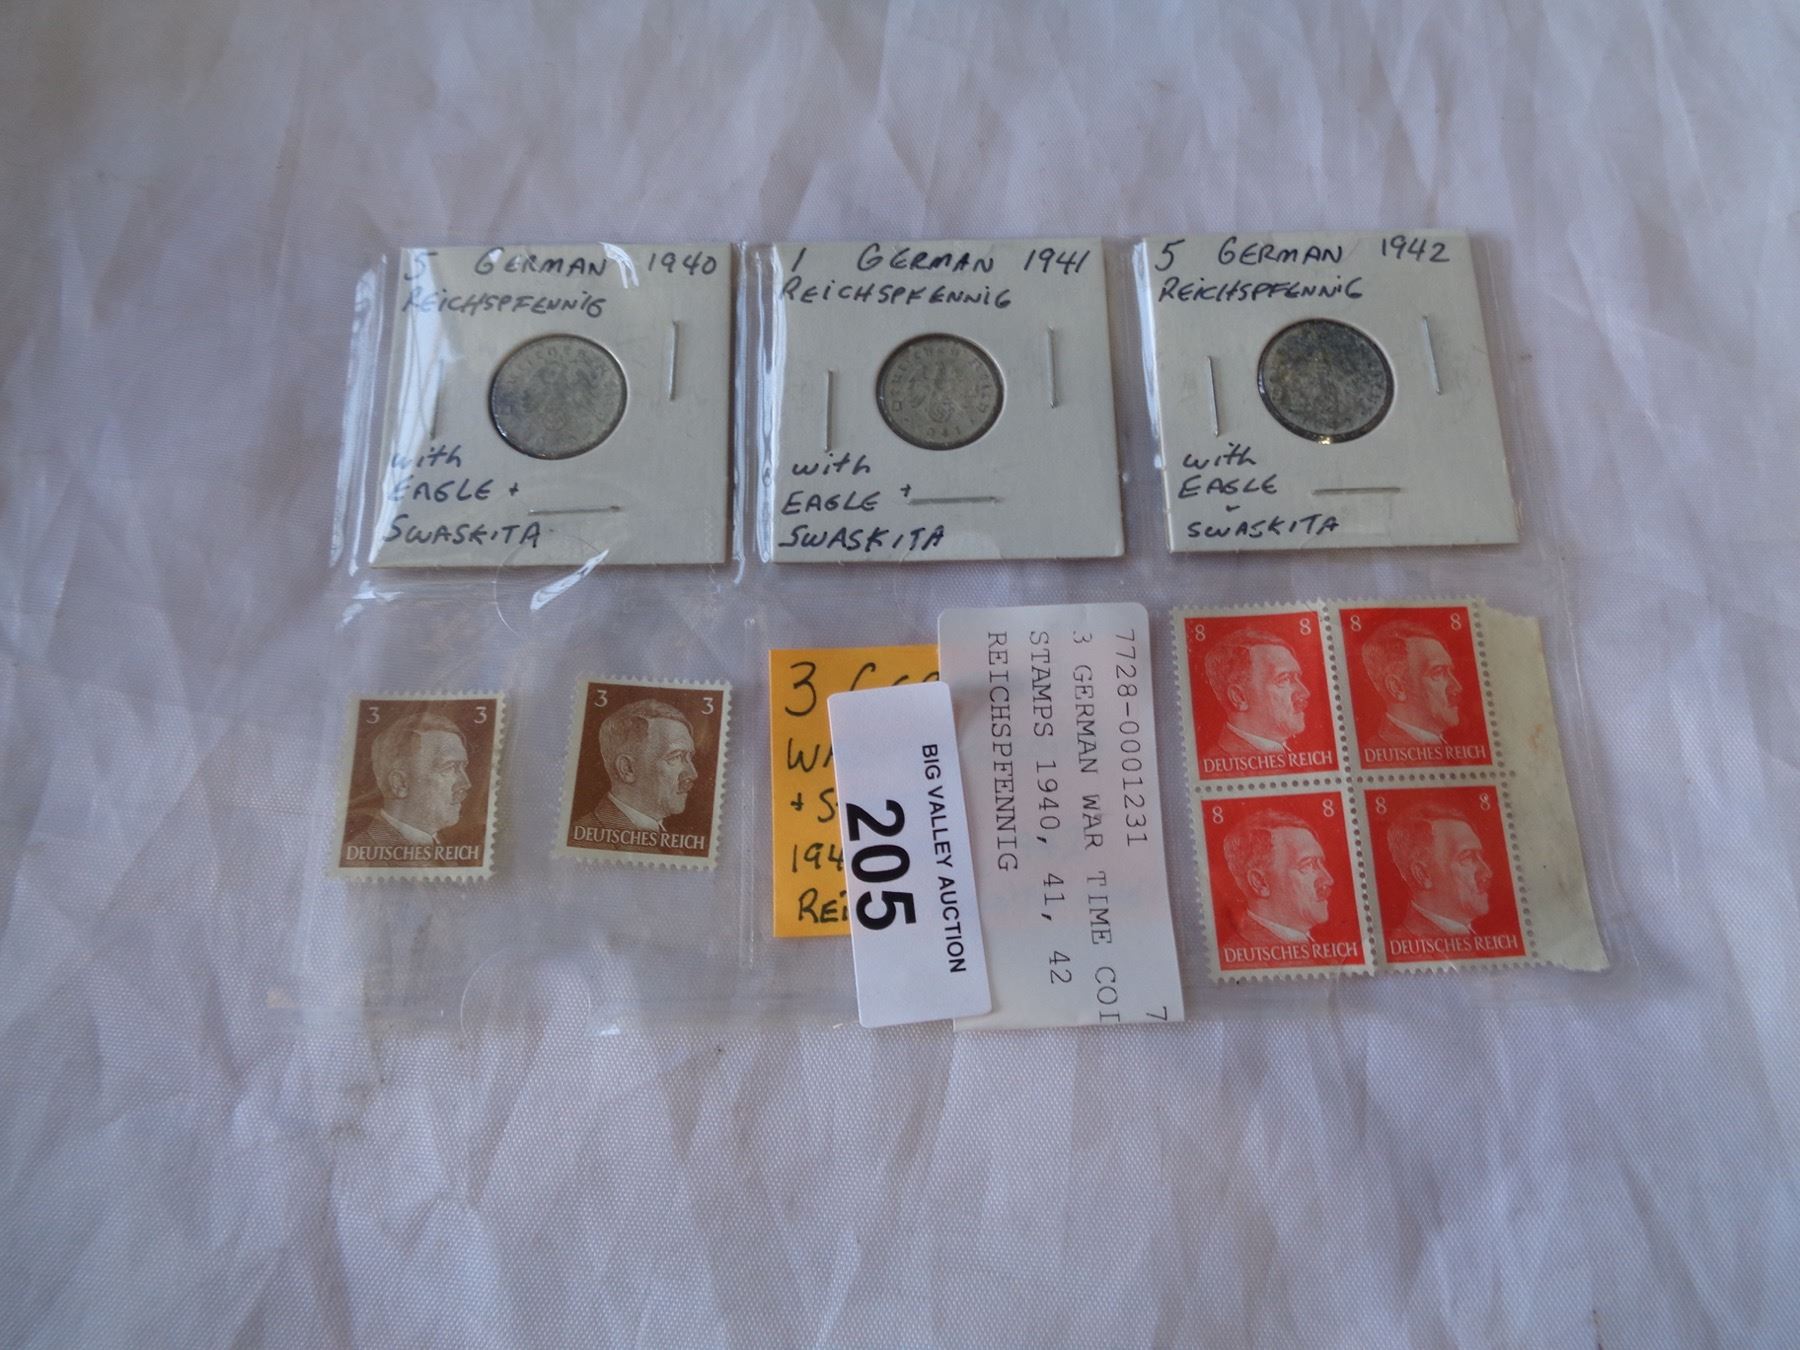 5 GERMAN 1940
REICHSPFENNIG
with
EAGLE +
SWASKITA
1 GERMAN 1941
REICHSPFENNIG
with
EAGLE +
SWASKITA
5 GERMAN 1942
REICHSPFENNIG
with
EAGLE
SWASKITA
3 3
DEUTSCHES REICH
3 3
DEUTSCHES REICH
3
205
BIG VALLEY AUCTION
7728-0001231
3 GERMAN WAR TIME COI
STAMPS 1940, 41, 42
REICHSPFENNIG
7
8 8
DEUTSCHES REICH
8 8
DEUTSCHES REICH
8 8
DEUTSCHES REICH
8 8
DEUTSCHES REICH